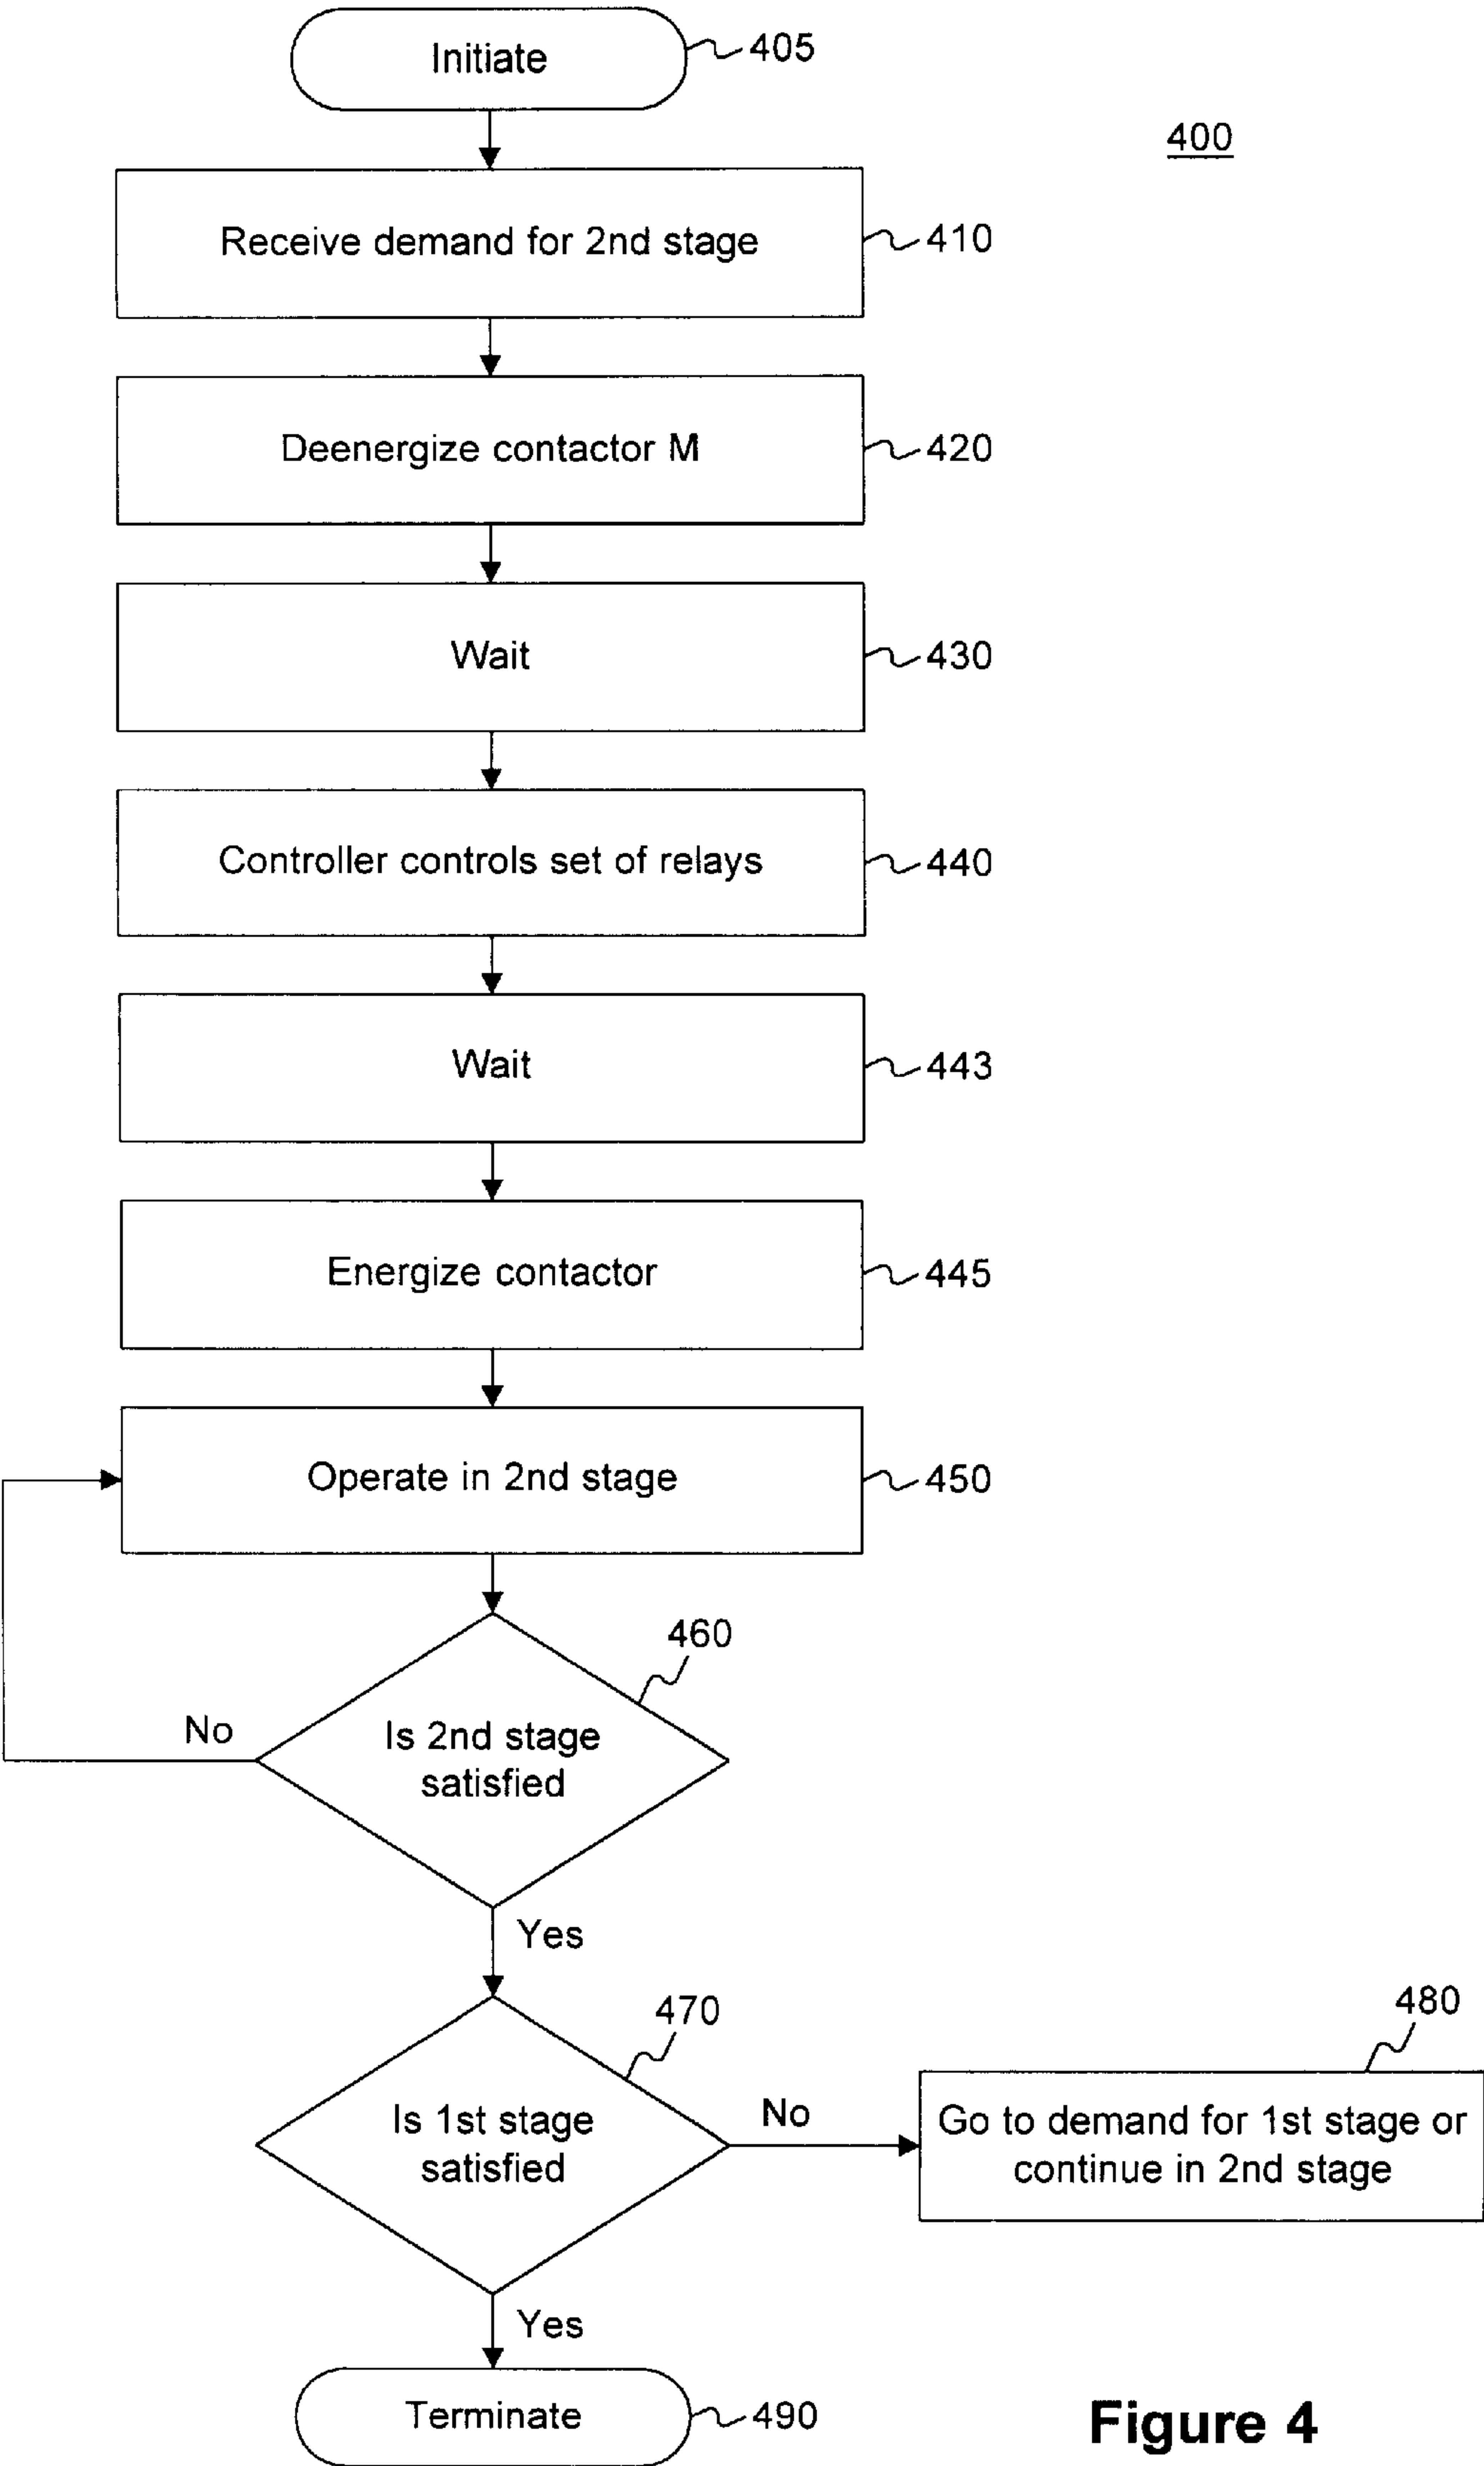 Initiate
405
400
Receive demand for 2nd stage
410
Deenergize contactor M
420
Wait
430
Controller controls set of relays
440
Wait
443
Energize contactor
445
Operate in 2nd stage
450
460
Is 2nd stage
satisfied
No
Yes
470
480
Is 1st stage
satisfied
No
Go to demand for 1st stage or
continue in 2nd stage
Yes
Terminate
490
Figure 4